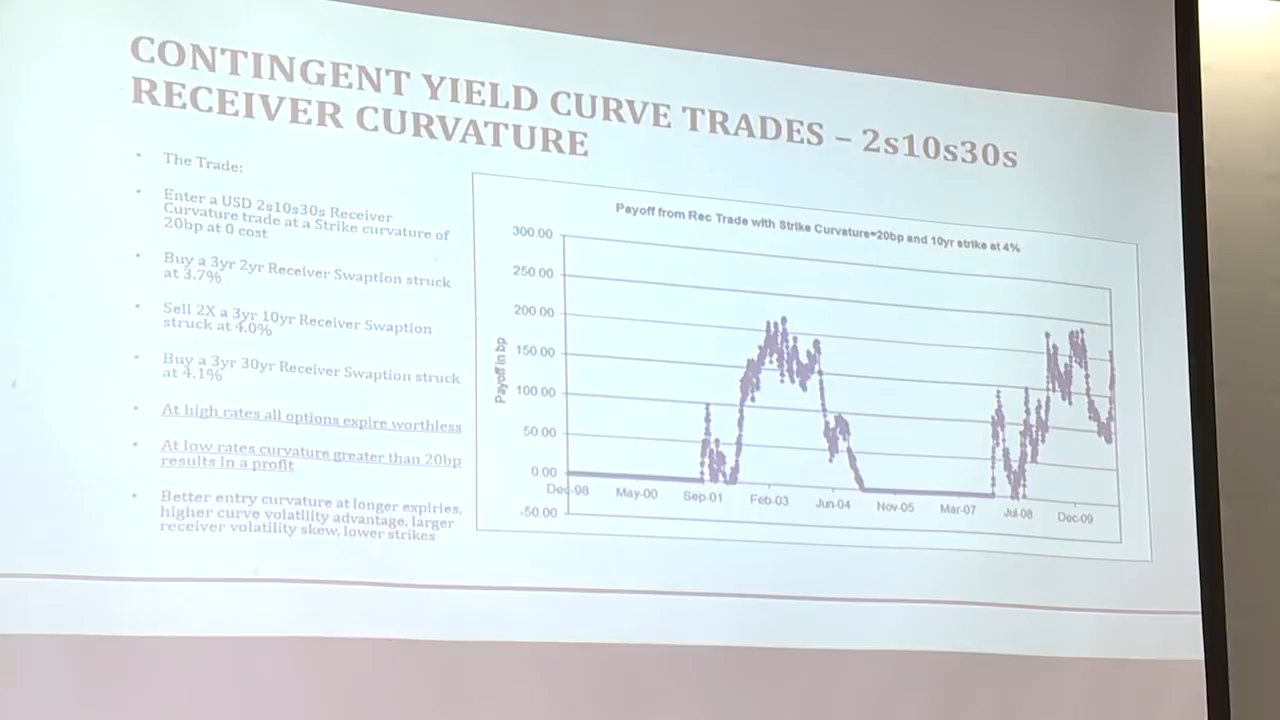 CONTINGENT YIELD CURVE TRADES – 2s10s30s
RECEIVER CURVATURE
The Trade:
Enter a USD 2s10s30s Receiver
Curvature trade at a Strike curvature of
20bp at 0 cost
Buy a 3yr 2yr Receiver Swaption struck
at 3.7%
Sell 2X a 3yr 10yr Receiver Swaption
struck at 4.0%
Buy a 3yr 30yr Receiver Swaption struck
at 4.1%
At high rates all options expire worthless
At low rates curvature greater than 20bp
results in a profit
Better entry curvature at longer expiries,
higher curve volatility advantage, larger
receiver volatility skew, lower strikes
Payoff from Rec Trade with Strike Curvature=20bp and 10yr strike at 4%
Payoff in bp
300.00
250.00
200.00
150.00
100.00
50.00
0.00
-50.00
Dec-98 May-00 Sep-01 Feb-03 Jun-04 Nov-05 Mar-07 Jul-08 Dec-09